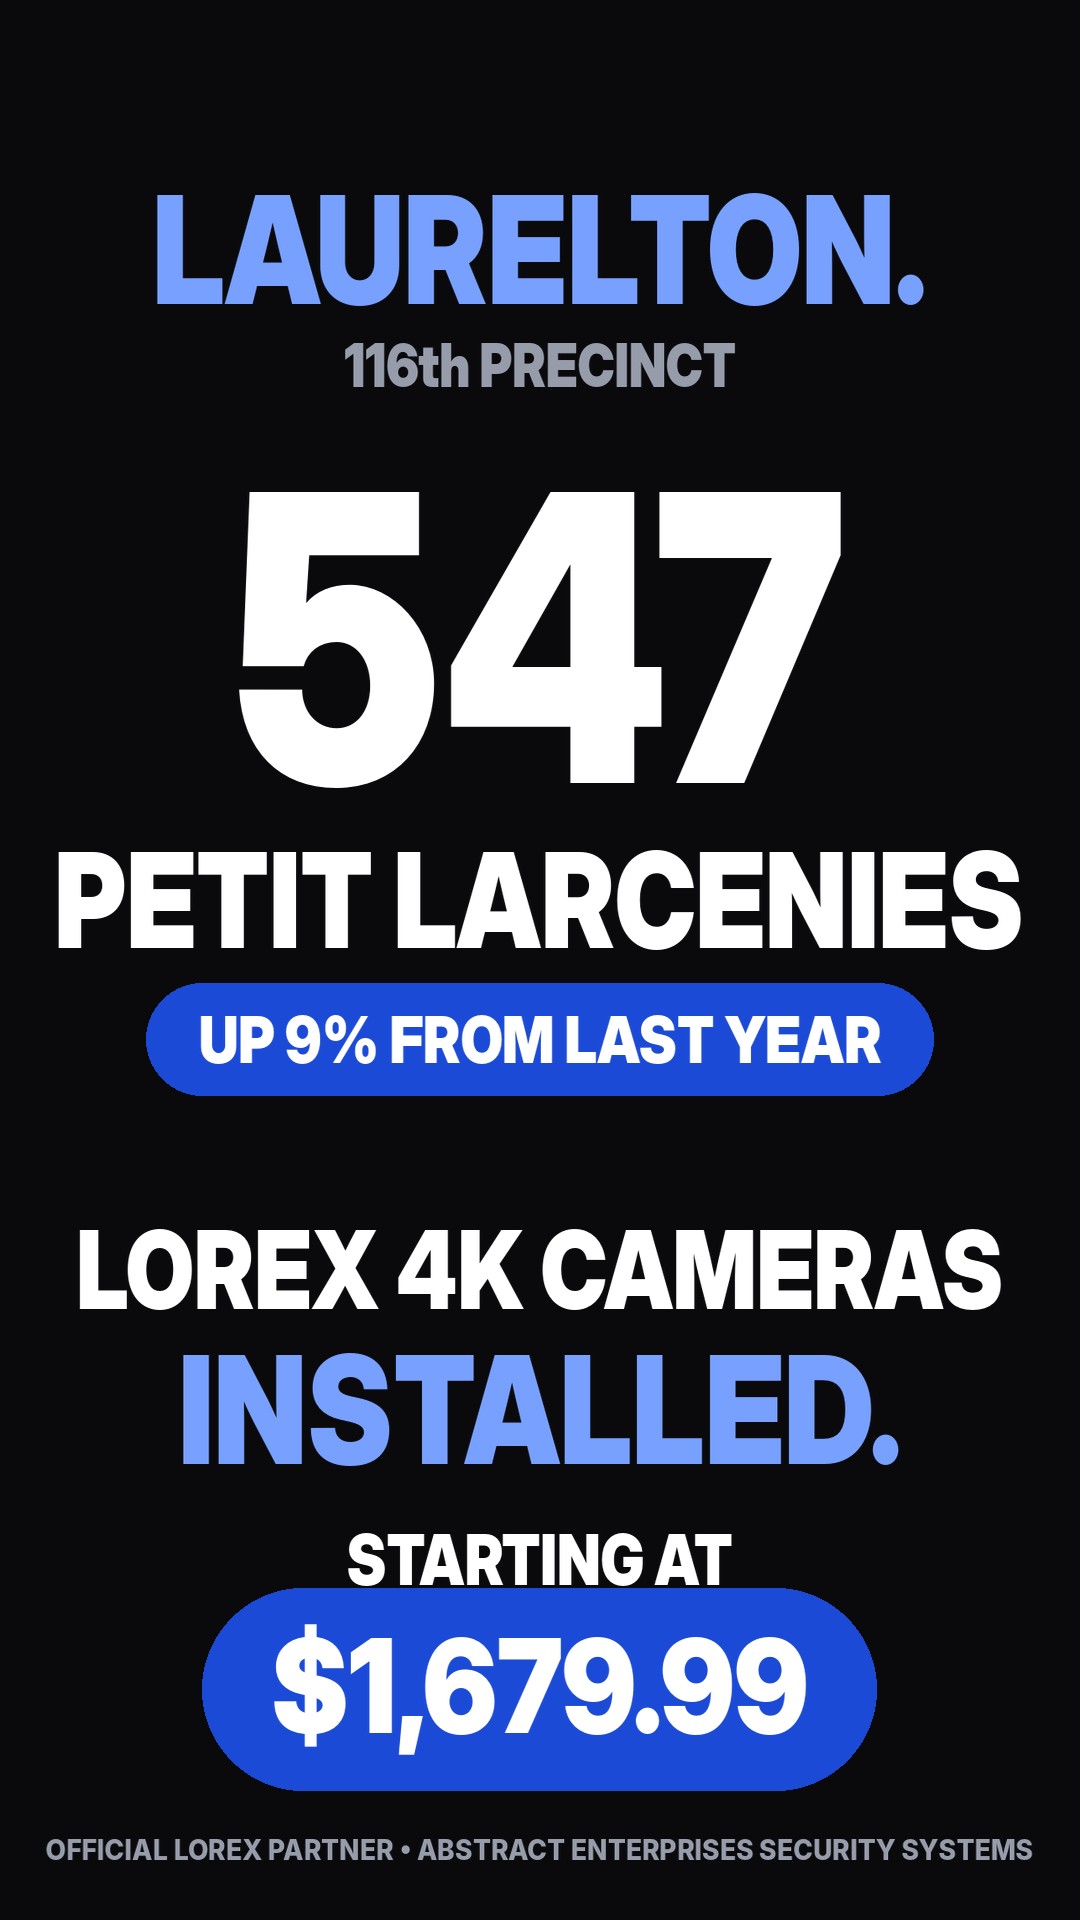 LAURELTON.
116th PRECINCT
547
PETIT LARCENIES
UP 9% FROM LAST YEAR
LOREX 4K CAMERAS
INSTALLED.
STARTING AT
$1,679.99
OFFICIAL LOREX PARTNER • ABSTRACT ENTERPRISES SECURITY SYSTEMS